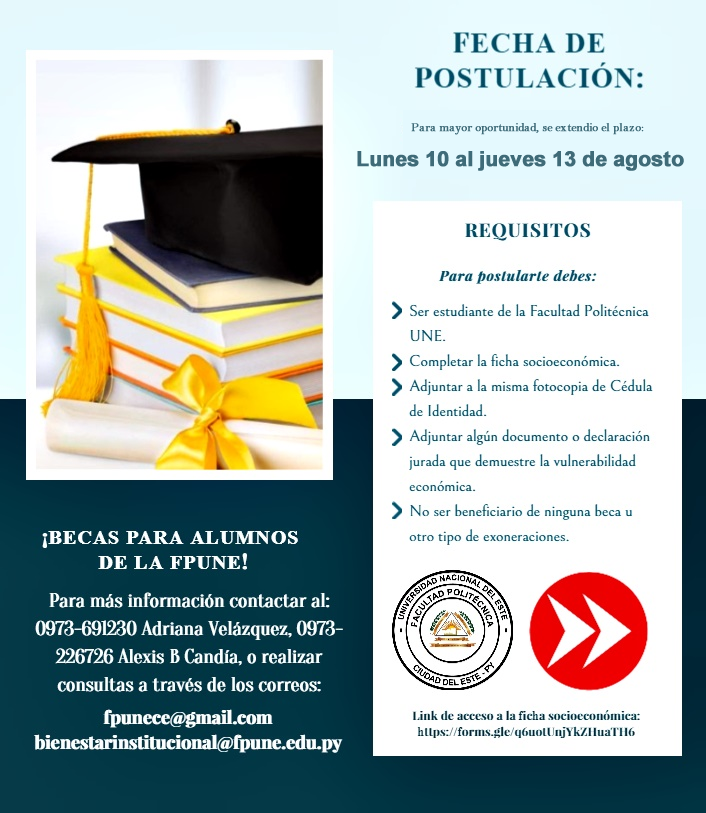 FECHA DE
POSTULACIÓN:
Para mayor oportunidad, se extendio el plazo:
Lunes 10 al jueves 13 de agosto
REQUISITOS
Para postularte debes:
Ser estudiante de la Facultad Politécnica
UNE.
Completar la ficha socioeconómica.
Adjuntar a la misma fotocopia de Cédula
de Identidad.
Adjuntar algún documento o declaración
jurada que demuestre la vulnerabilidad
económica.
No ser beneficiario de ninguna beca u
otro tipo de exoneraciones.
UNIVERSIDAD NACIONAL DEL ESTE
FACULTAD POLITÉCNICA
CIUDAD DEL ESTE - PY
Link de acceso a la ficha socioeconómica:
https://forms.gle/q6uotUnjYkZHuaTH6
¡BECAS PARA ALUMNOS
DE LA FPUNE!
Para más información contactar al:
0973-691230 Adriana Velázquez, 0973-
226726 Alexis B Candía, o realizar
consultas a través de los correos:
fpunece@gmail.com
bienestarinstitucional@fpune.edu.py